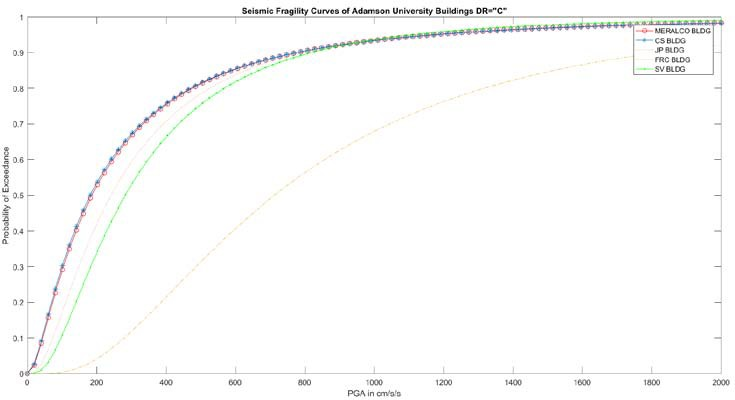 Seismic Fragility Curves of Adamson University Buildings DR="C"
1
0.9
0.8
0.7
0.6
0.5
0.4
0.3
0.2
0.1
0
Probability of Exceedance
MERALCO BLDG
CS BLDG
JP BLDG
FRC BLDG
SV BLDG
0 200 400 600 800 1000 1200 1400 1600 1800 2000
PGA in cm/s/s